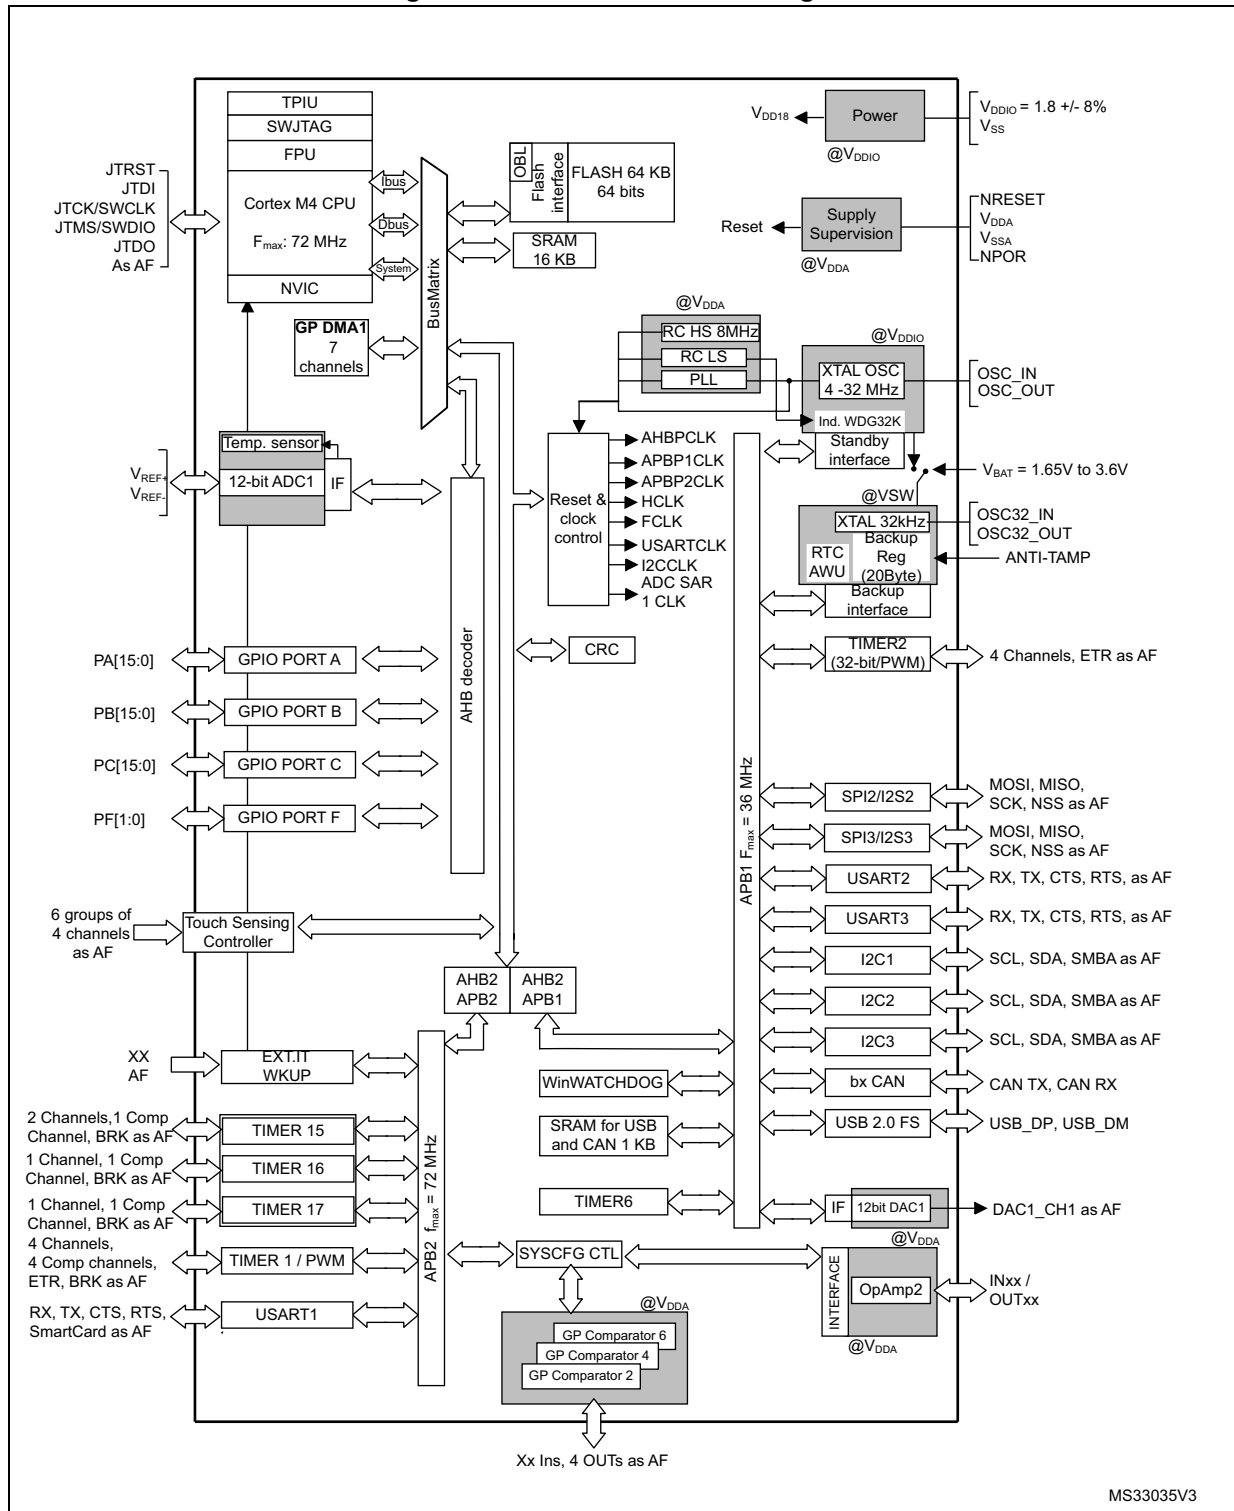 TPIU
SWJTAG
FPU
Cortex M4 CPU
Fmax: 72 MHz
NVIC
JTRST
JTDI
JTCK/SWCLK
JTMS/SWDIO
JTDO
As AF
Ibus
Dbus
System
BusMatrix
OBL
Flash
interface
FLASH 64 KB
64 bits
SRAM
16 KB
GP DMA1
7
channels
VDD18
Power
@VDDIO
VDDIO = 1.8 +/- 8%
VSS
Reset
Supply
Supervision
@VDDA
NRESET
VDDA
VSSA
NPOR
@VDDA
RC HS 8MHz
RC LS
PLL
@VDDIO
XTAL OSC
4 -32 MHz
Ind. WDG32K
Standby
interface
OSC_IN
OSC_OUT
VBAT = 1.65V to 3.6V
@VSW
XTAL 32kHz
RTC
AWU
Backup
Reg
(20Byte)
Backup
interface
OSC32_IN
OSC32_OUT
ANTI-TAMP
Temp. sensor
12-bit ADC1
IF
VREF+
VREF-
Reset &
clock
control
AHBPCLK
APBP1CLK
APBP2CLK
HCLK
FCLK
USARTCLK
I2CCLK
ADC SAR
1 CLK
AHB decoder
CRC
PA[15:0]
GPIO PORT A
PB[15:0]
GPIO PORT B
PC[15:0]
GPIO PORT C
PF[1:0]
GPIO PORT F
6 groups of
4 channels
as AF
Touch Sensing
Controller
AHB2
APB2
AHB2
APB1
APB1 Fmax = 36 MHz
TIMER2
(32-bit/PWM)
4 Channels, ETR as AF
SPI2/I2S2
MOSI, MISO,
SCK, NSS as AF
SPI3/I2S3
MOSI, MISO,
SCK, NSS as AF
USART2
RX, TX, CTS, RTS, as AF
USART3
RX, TX, CTS, RTS, as AF
I2C1
SCL, SDA, SMBA as AF
I2C2
SCL, SDA, SMBA as AF
I2C3
SCL, SDA, SMBA as AF
bx CAN
CAN TX, CAN RX
USB 2.0 FS
USB_DP, USB_DM
IF
12bit DAC1
@VDDA
DAC1_CH1 as AF
WinWATCHDOG
SRAM for USB
and CAN 1 KB
TIMER6
XX
AF
EXT.IT
WKUP
2 Channels,1 Comp
Channel, BRK as AF
TIMER 15
1 Channel, 1 Comp
Channel, BRK as AF
TIMER 16
1 Channel, 1 Comp
Channel, BRK as AF
TIMER 17
4 Channels,
4 Comp channels,
ETR, BRK as AF
TIMER 1 / PWM
RX, TX, CTS, RTS,
SmartCard as AF
USART1
APB2 fmax = 72 MHz
SYSCFG CTL
INTERFACE
OpAmp2
@VDDA
INxx /
OUTxx
@VDDA
GP Comparator 6
GP Comparator 4
GP Comparator 2
Xx Ins, 4 OUTs as AF
MS33035V3